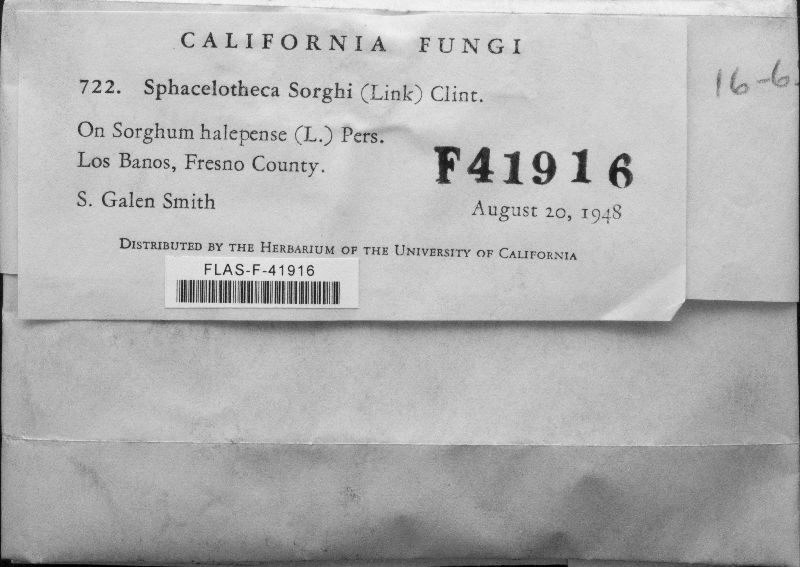 CALIFORNIA FUNGI
722. Sphacelotheca Sorghi (Link) Clint.
On Sorghum halepense (L.) Pers.
Los Banos, Fresno County.
F41916
S. Galen Smith
August 20, 1948
DISTRIBUTED BY THE HERBARIUM OF THE UNIVERSITY OF CALIFORNIA
FLAS-F-41916